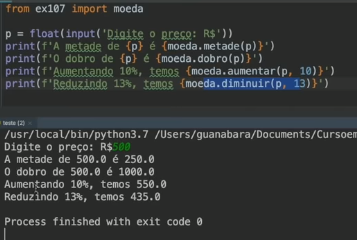 from ex107 import moeda
p = float(input('Digite o preço: R$'))
print(f'A metade de {p} é {moeda.metade(p)}')
print(f'O dobro de {p} é {moeda.dobro(p)}')
print(f'Aumentando 10%, temos {moeda.aumentar(p, 10)}')
print(f'Reduzindo 13%, temos {moeda.diminuir(p, 13)}')
teste (2)
/usr/local/bin/python3.7 /Users/guanabara/Documents/Cursoem
Digite o preço: R$500
A metade de 500.0 é 250.0
O dobro de 500.0 é 1000.0
Aumentando 10%, temos 550.0
Reduzindo 13%, temos 435.0
Process finished with exit code 0